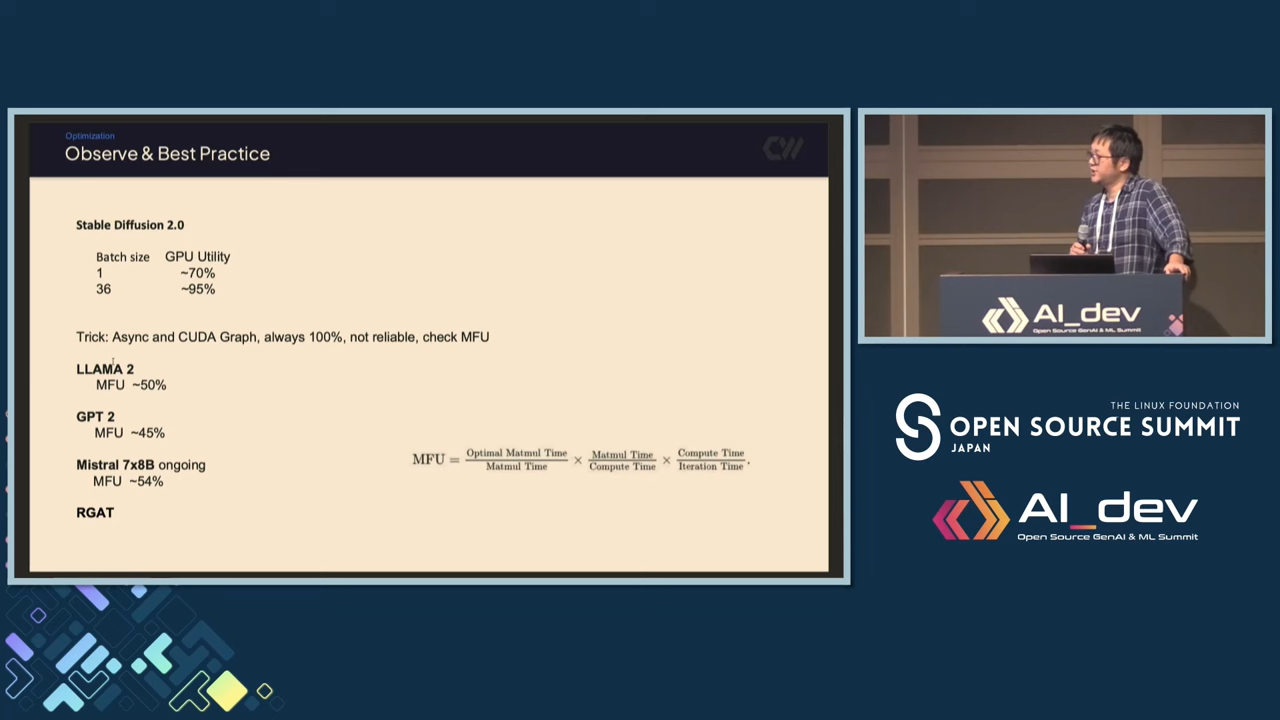 Optimization
Observe & Best Practice
CW
Stable Diffusion 2.0
Batch size GPU Utility
1 ~70%
36 ~95%
Trick: Async and CUDA Graph, always 100%, not reliable, check MFU
LLAMA 2
MFU ~50%
GPT 2
MFU ~45%
Mistral 7x8B ongoing
MFU ~54%
RGAT
MFU = Optimal Matmul Time / Matmul Time × Matmul Time / Compute Time × Compute Time / Iteration Time .
AI_dev
Open Source GenAI & ML Summit
THE LINUX FOUNDATION
OPEN SOURCE SUMMIT
JAPAN
AI_dev
Open Source GenAI & ML Summit